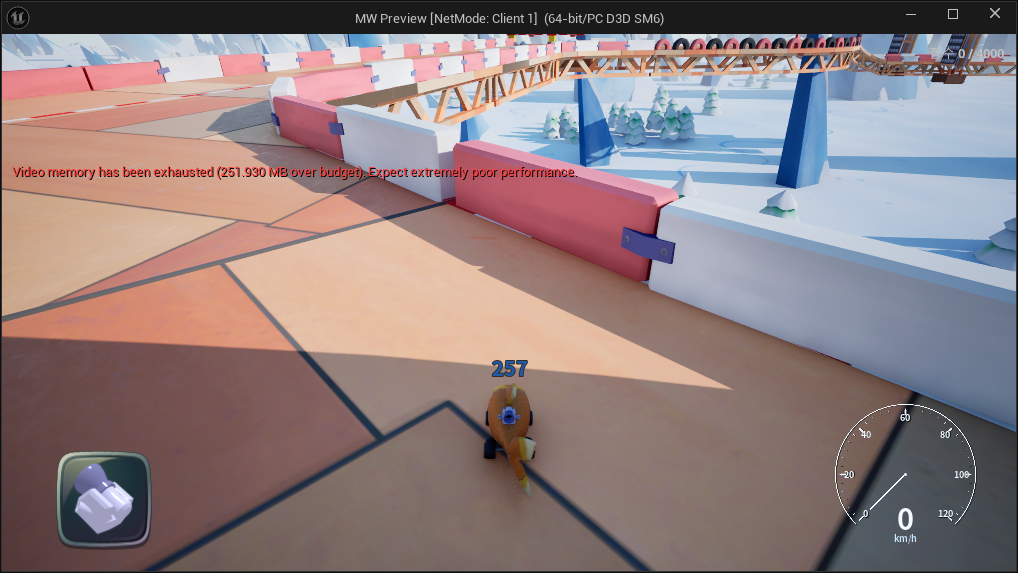 MW Preview [NetMode: Client 1] (64-bit/PC D3D SM6)
0 / 4000
Video memory has been exhausted (251.930 MB over budget). Expect extremely poor performance.
257
60
40
80
20
100
0
120
0
km/h